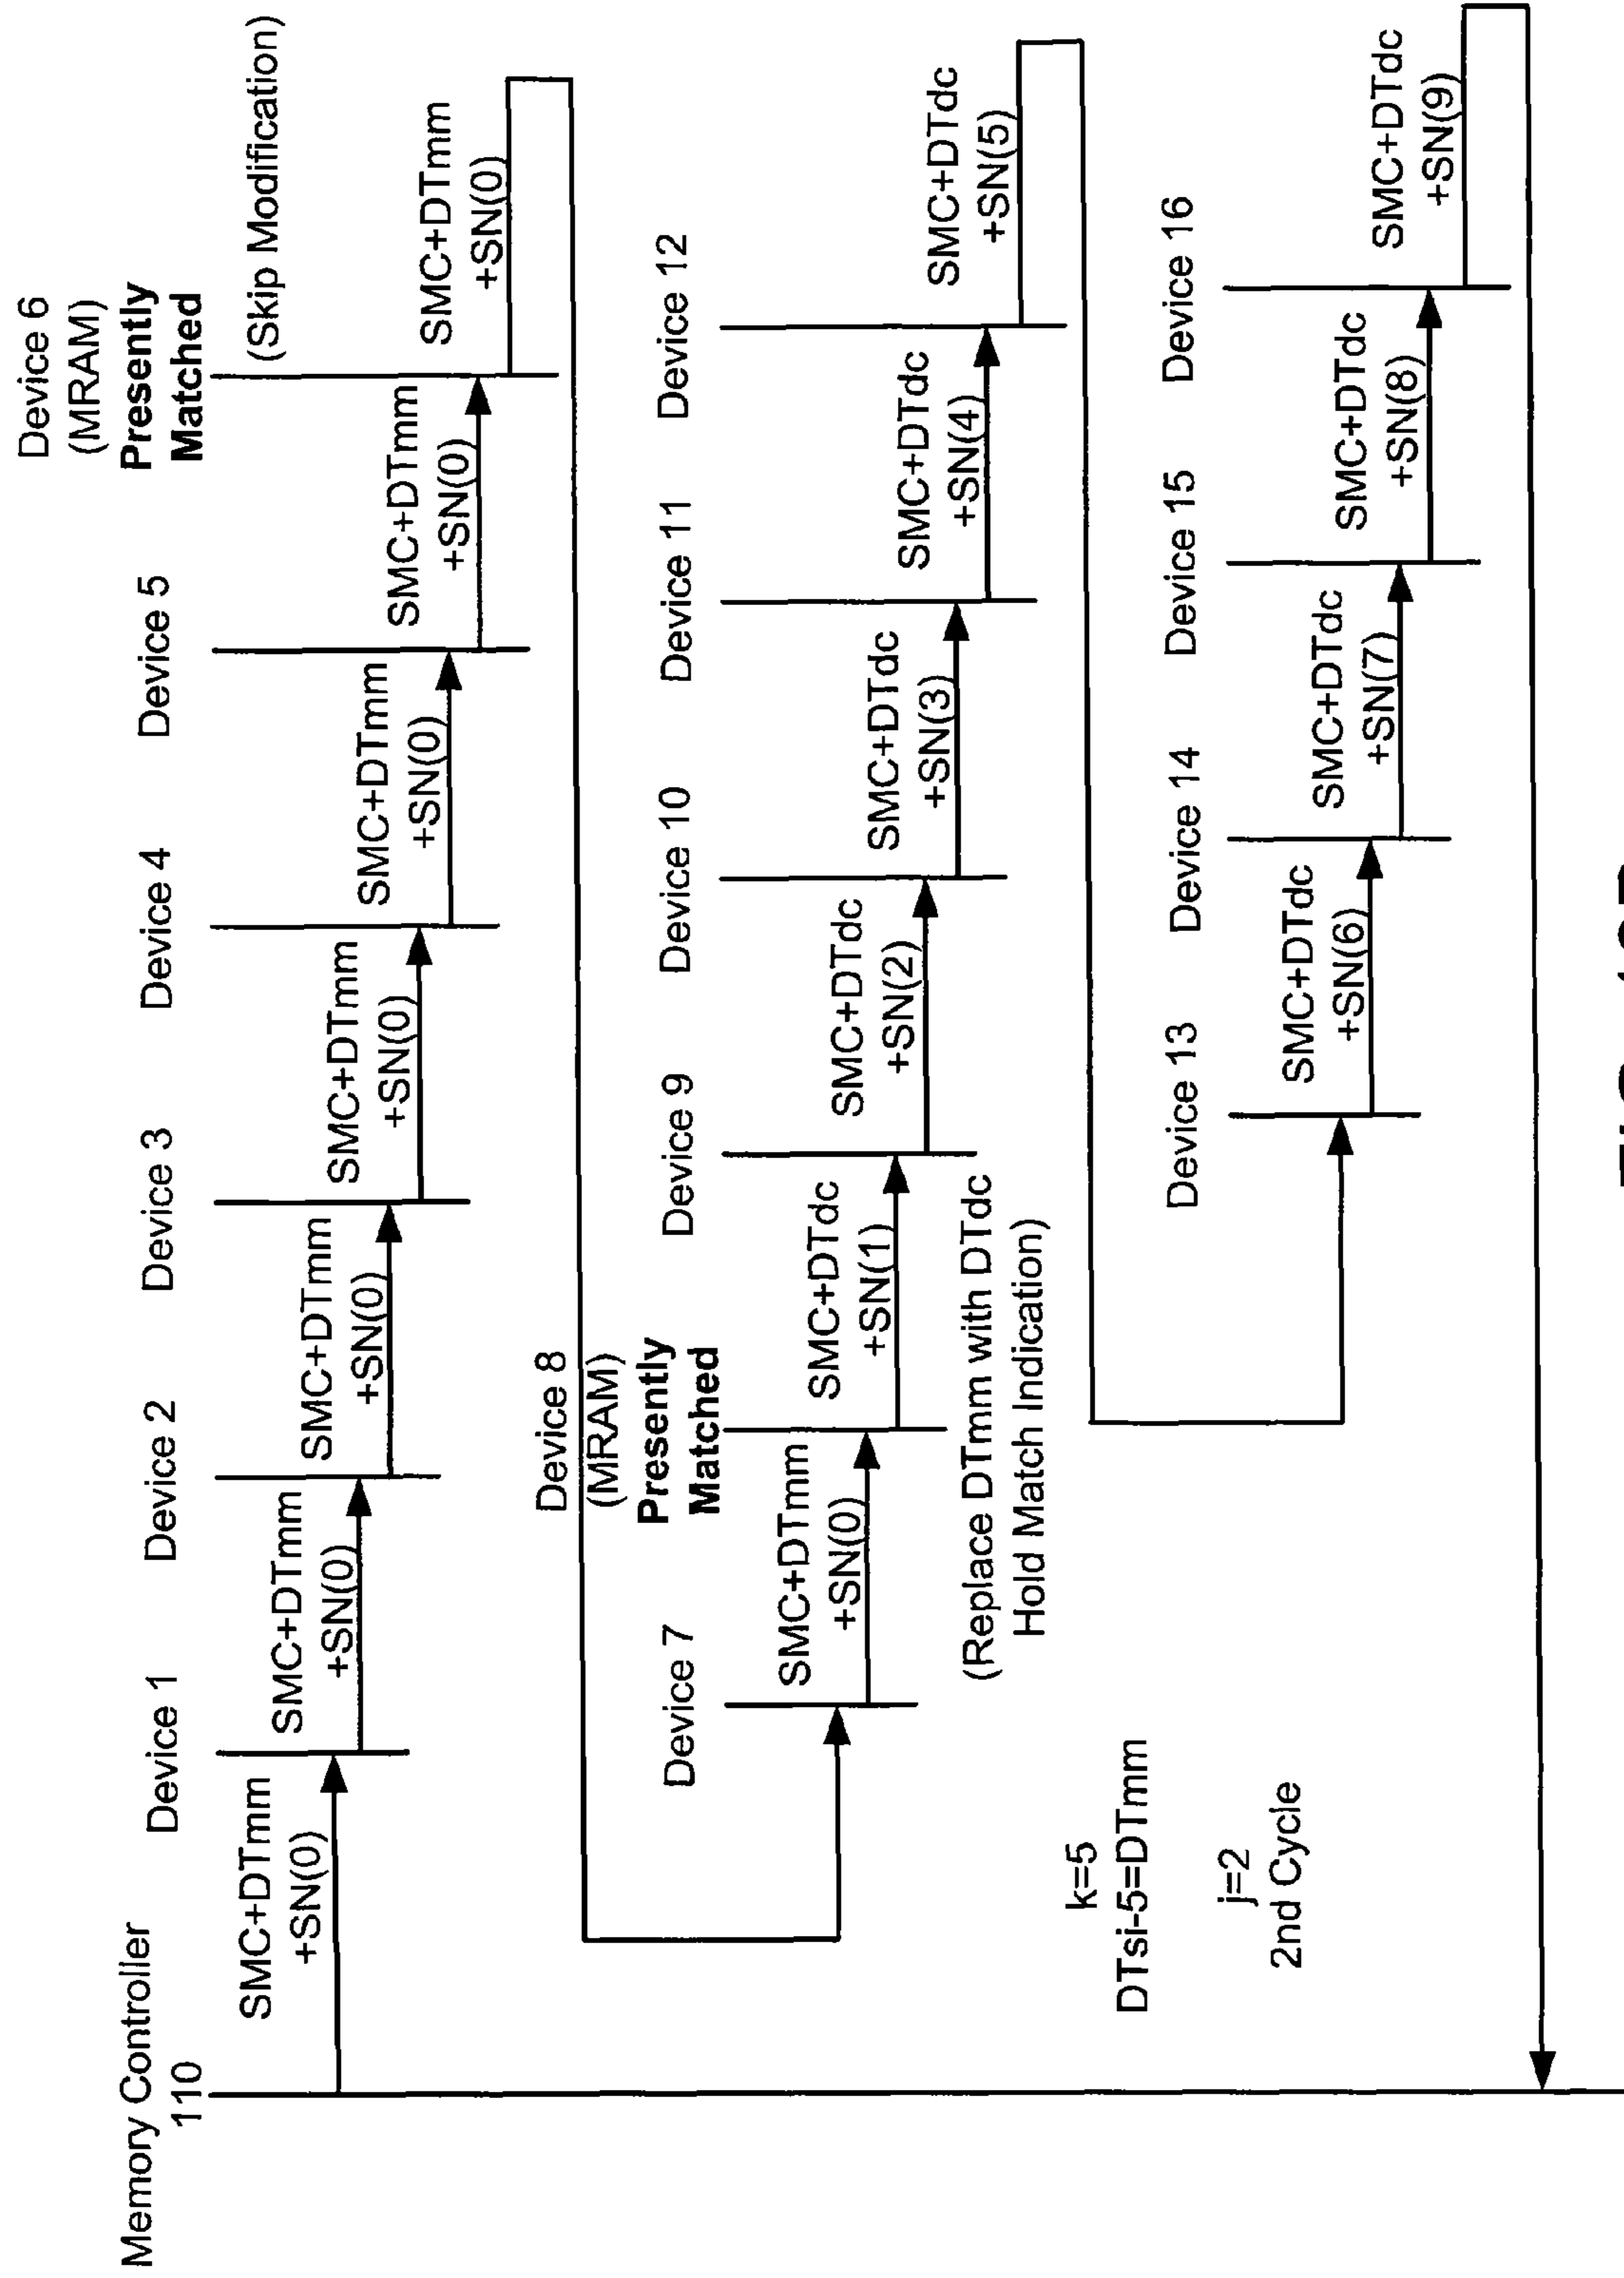 Memory Controller
110
Device 1
Device 2
Device 3
Device 4
Device 5
Device 6
(MRAM)
Presently
Matched
(Skip Modification)
SMC+DTmm
+SN(0)
SMC+DTmm
+SN(0)
SMC+DTmm
+SN(0)
SMC+DTmm
+SN(0)
SMC+DTmm
+SN(0)
SMC+DTmm
+SN(0)
SMC+DTmm
+SN(0)
Device 7
Device 8
(MRAM)
Presently
Matched
Device 9
Device 10
Device 11
Device 12
SMC+DTmm
+SN(0)
SMC+DTdc
+SN(1)
SMC+DTdc
+SN(2)
SMC+DTdc
+SN(3)
SMC+DTdc
+SN(4)
SMC+DTdc
+SN(5)
(Replace DTmm with DTdc
Hold Match Indication)
k=5
DTsi-5=DTmm
j=2
2nd Cycle
Device 13
Device 14
Device 15
Device 16
SMC+DTdc
+SN(6)
SMC+DTdc
+SN(7)
SMC+DTdc
+SN(8)
SMC+DTdc
+SN(9)